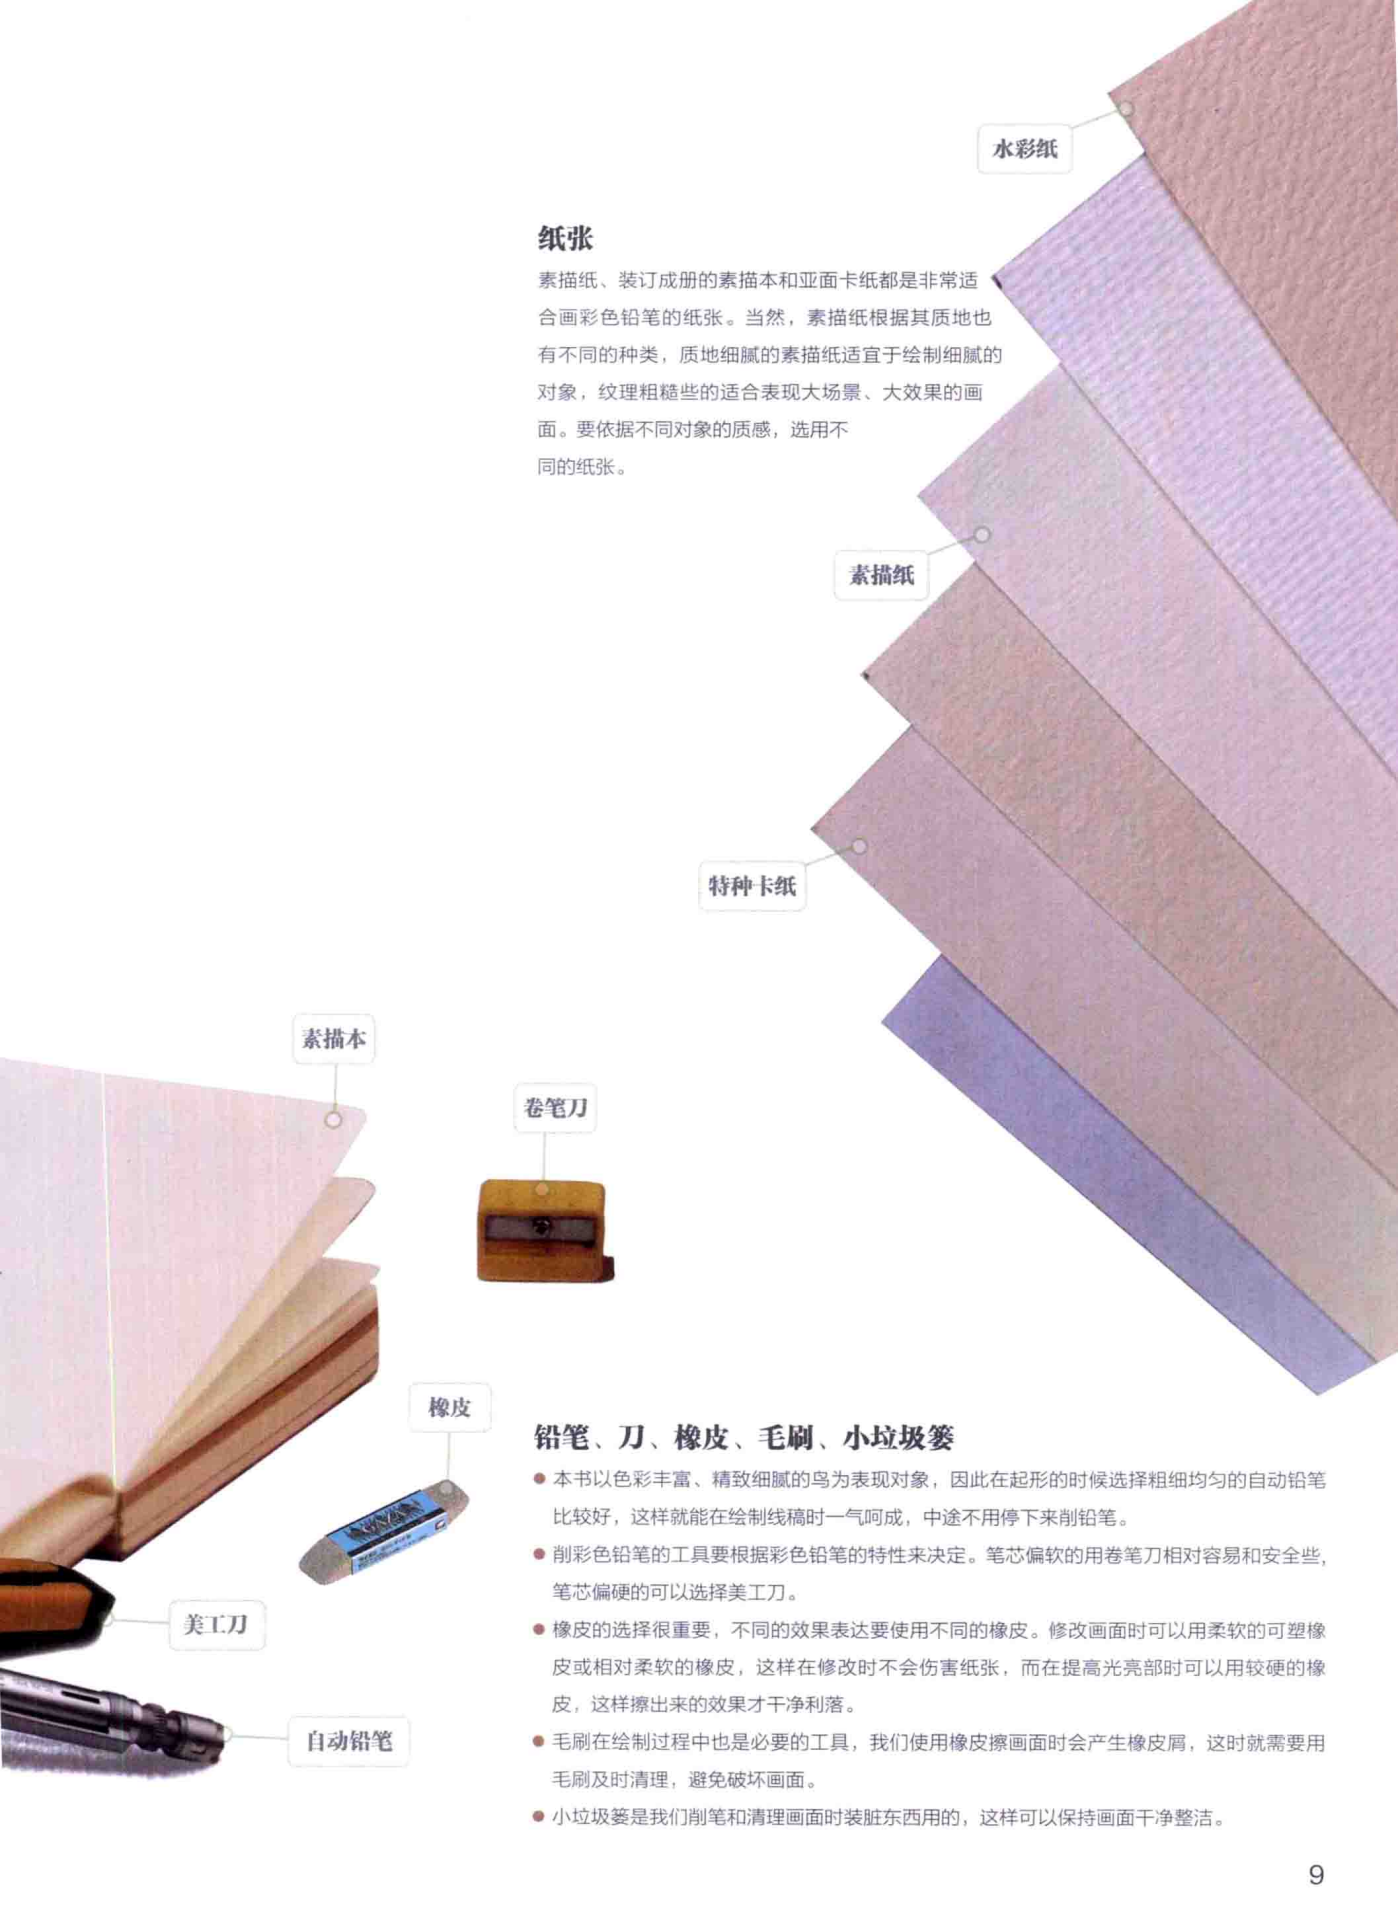 水彩纸
纸张
素描纸、装订成册的素描本和亚面卡纸都是非常适
合画彩色铅笔的纸张。当然，素描纸根据其质地也
有不同的种类，质地细腻的素描纸适宜于绘制细腻的
对象，纹理粗糙些的适合表现大场景、大效果的画
面。要依据不同对象的质感，选用不
同的纸张。
素描纸
特种卡纸
素描本
卷笔刀
橡皮
美工刀
自动铅笔
铅笔、刀、橡皮、毛刷、小垃圾篓
● 本书以色彩丰富、精致细腻的鸟为表现对象，因此在起形的时候选择粗细均匀的自动铅笔
比较好，这样就能在绘制线稿时一气呵成，中途不用停下来削铅笔。
● 削彩色铅笔的工具要根据彩色铅笔的特性来决定。笔芯偏软的用卷笔刀相对容易和安全些，
笔芯偏硬的可以选择美工刀。
● 橡皮的选择很重要，不同的效果表达要使用不同的橡皮。修改画面时可以用柔软的可塑橡
皮或相对柔软的橡皮，这样在修改时不会伤害纸张，而在提高光亮部时可以用较硬的橡
皮，这样擦出来的效果才干净利落。
● 毛刷在绘制过程中也是必要的工具，我们使用橡皮擦画面时会产生橡皮屑，这时就需要用
毛刷及时清理，避免破坏画面。
● 小垃圾篓是我们削笔和清理画面时装脏东西用的，这样可以保持画面干净整洁。
9